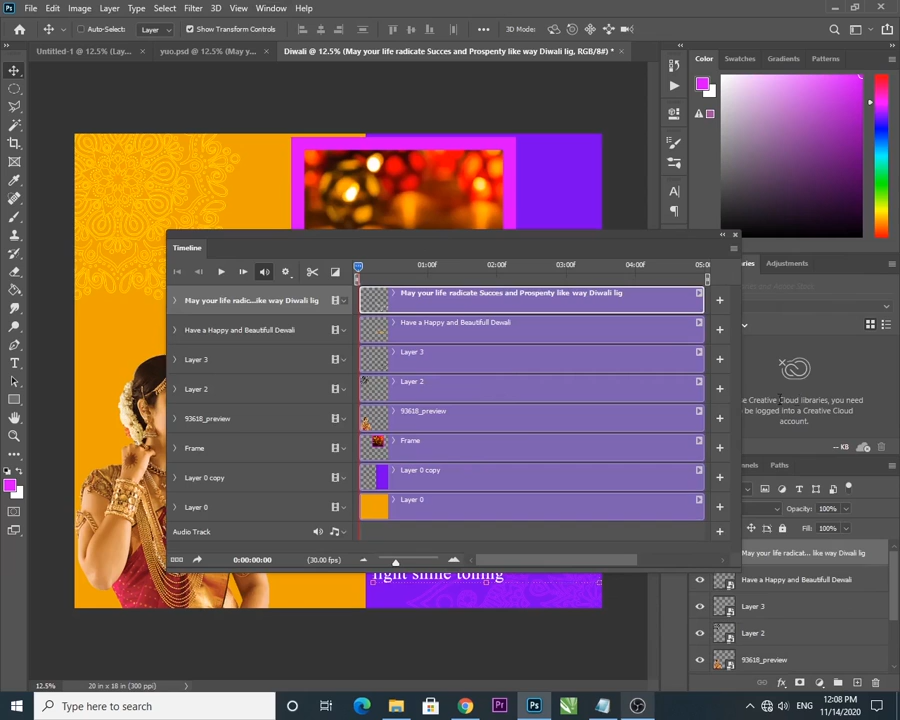 File Edit Image Layer Type Select Filter 3D View Window Help
Auto-Select: Layer Show Transform Controls 3D Mode:
Untitled-1 @ 12.5% (Lay... × yuo.psd @ 12.5% (May y... × Diwali @ 12.5% (May your life radicate Succes and Prospenty like way Diwali lig, RGB/8#) * ×
Color Swatches Gradients Patterns
Timeline
01:00f 02:00f 03:00f 04:00f 05:0
May your life radic...ike way Diwali lig
May your life radicate Succes and Prospenty like way Diwali lig
Have a Happy and Beautifull Dewali
Have a Happy and Beautifull Dewali
Layer 3
Layer 3
Layer 2
Layer 2
93618_preview
93618_preview
Frame
Frame
Layer 0 copy
Layer 0 copy
Layer 0
Layer 0
Audio Track
0:00:00:00 (30.00 fps)
light shine tonihg
raries Adjustments
se Creative Cloud libraries, you need
be logged into a Creative Cloud
account.
-- KB
nnels Paths
Opacity: 100%
Fill: 100%
May your life radicat... like way Diwali lig
Have a Happy and Beautifull Dewali
Layer 3
Layer 2
93618_preview
12.5% 20 in x 18 in (300 ppi)
Type here to search
12:08 PM
11/14/2020